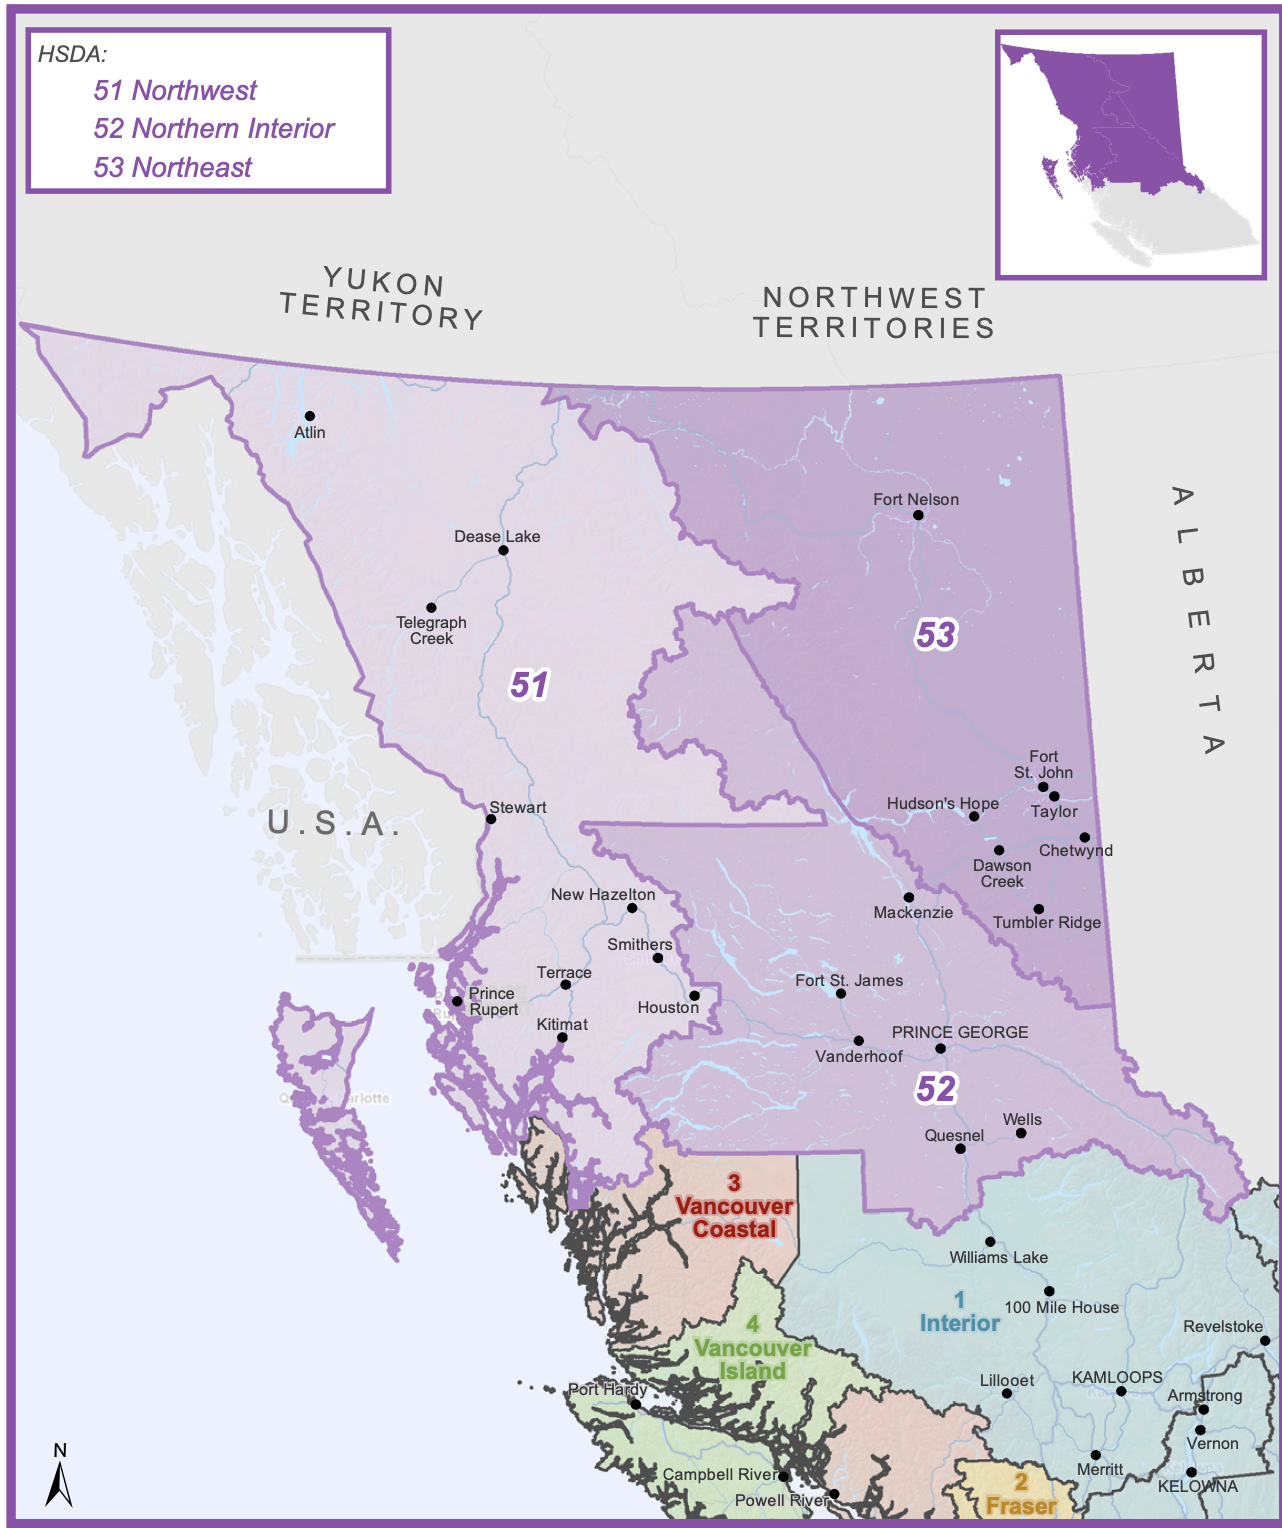 HSDA:
51 Northwest
52 Northern Interior
53 Northeast
YUKON
TERRITORY
NORTHWEST
TERRITORIES
ALBERTA
Atlin
Fort Nelson
Dease Lake
Telegraph
Creek
53
51
U.S.A.
Stewart
Fort
St. John
Hudson's Hope
Taylor
Chetwynd
Dawson
Creek
New Hazelton
Mackenzie
Tumbler Ridge
Smithers
Terrace
Fort St. James
Prince
Rupert
Houston
Kitimat
PRINCE GEORGE
Vanderhoof
52
Wells
Quesnel
3
Vancouver
Coastal
Williams Lake
1
Interior
100 Mile House
4
Vancouver
Island
Revelstoke
Port Hardy
Lillooet
KAMLOOPS
Armstrong
Vernon
N
Merritt
Campbell River
KELOWNA
2
Fraser
Powell River